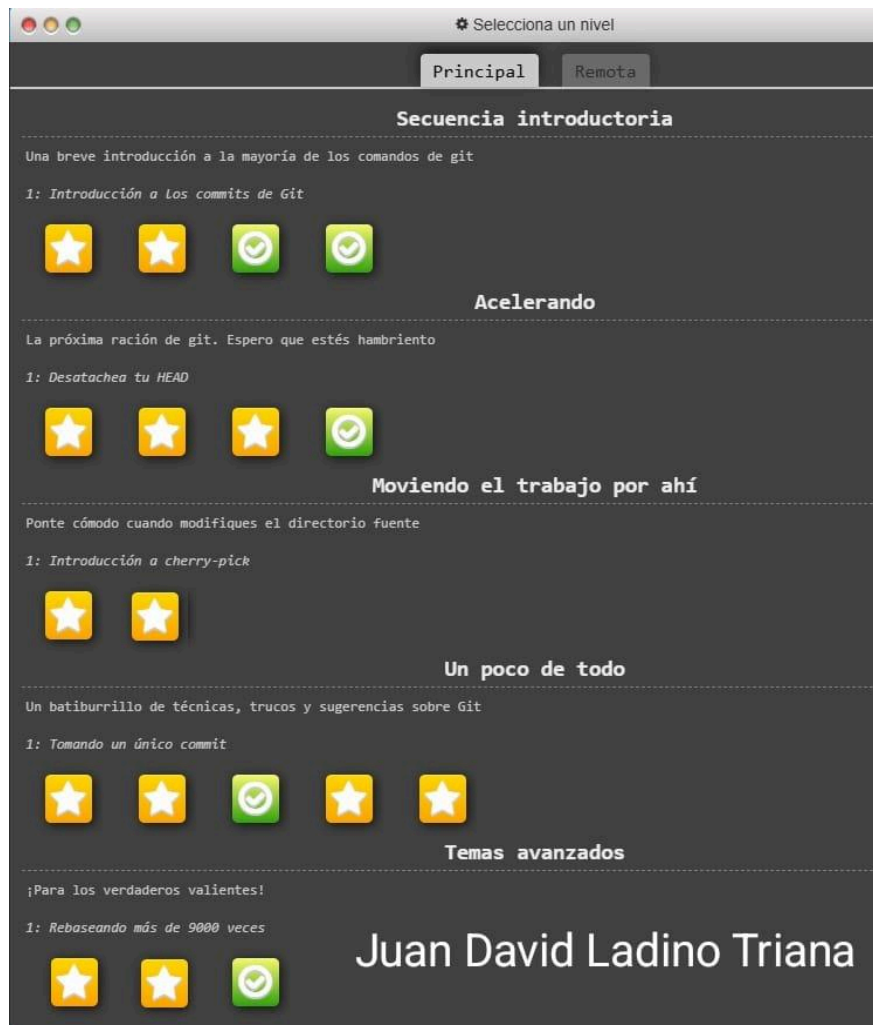 Selecciona un nivel
Principal Remota
Secuencia introductoria
Una breve introducción a la mayoría de los comandos de git
1: Introducción a los commits de Git
Acelerando
La próxima ración de git. Espero que estés hambriento
1: Desatachea tu HEAD
Moviendo el trabajo por ahí
Ponte cómodo cuando modifiques el directorio fuente
1: Introducción a cherry-pick
Un poco de todo
Un batiburrillo de técnicas, trucos y sugerencias sobre Git
1: Tomando un único commit
Temas avanzados
¡Para los verdaderos valientes!
1: Rebaseando más de 9000 veces
Juan David Ladino Triana